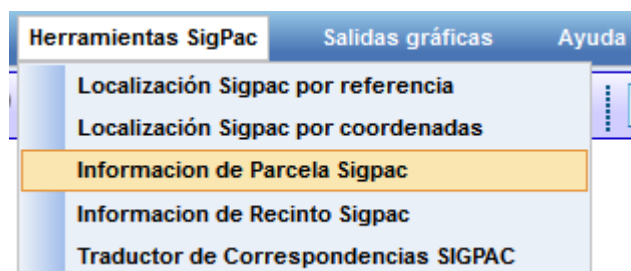 Herramientas SigPac Salidas gráficas Ayuda
Localización Sigpac por referencia
Localización Sigpac por coordenadas
Informacion de Parcela Sigpac
Informacion de Recinto Sigpac
Traductor de Correspondencias SIGPAC